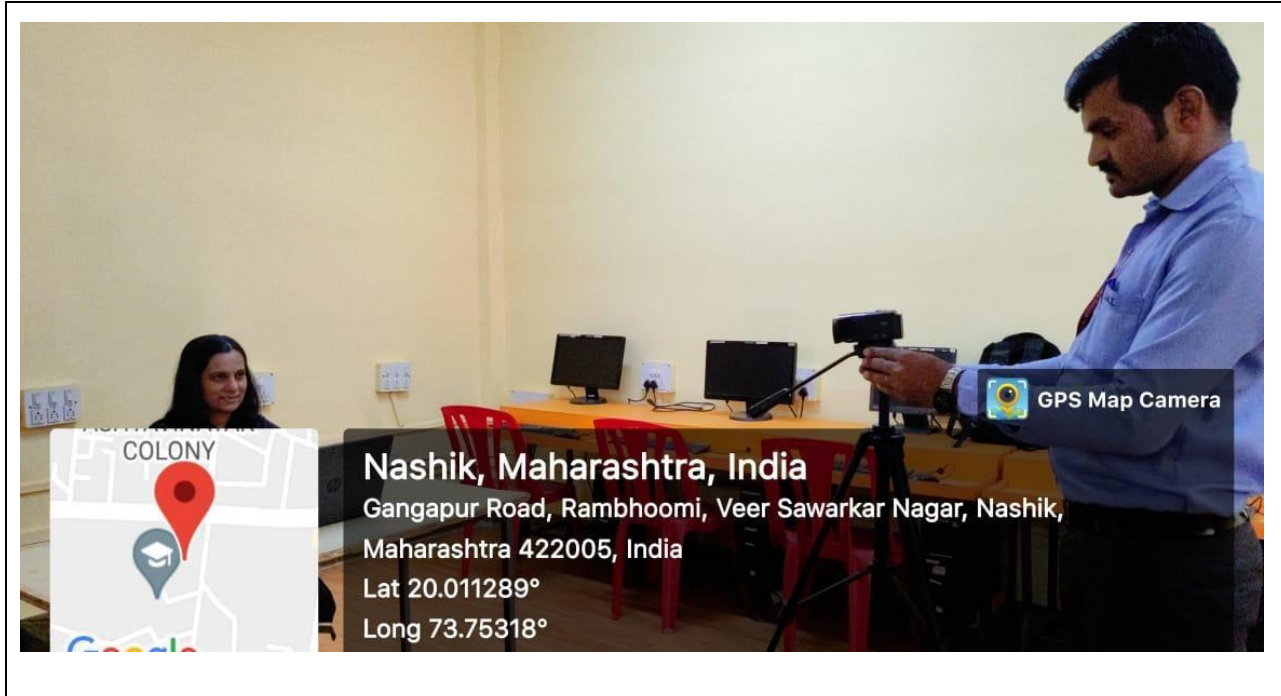 COLONY
Google
GPS Map Camera
Nashik, Maharashtra, India
Gangapur Road, Rambhoomi, Veer Sawarkar Nagar, Nashik,
Maharashtra 422005, India
Lat 20.011289°
Long 73.75318°